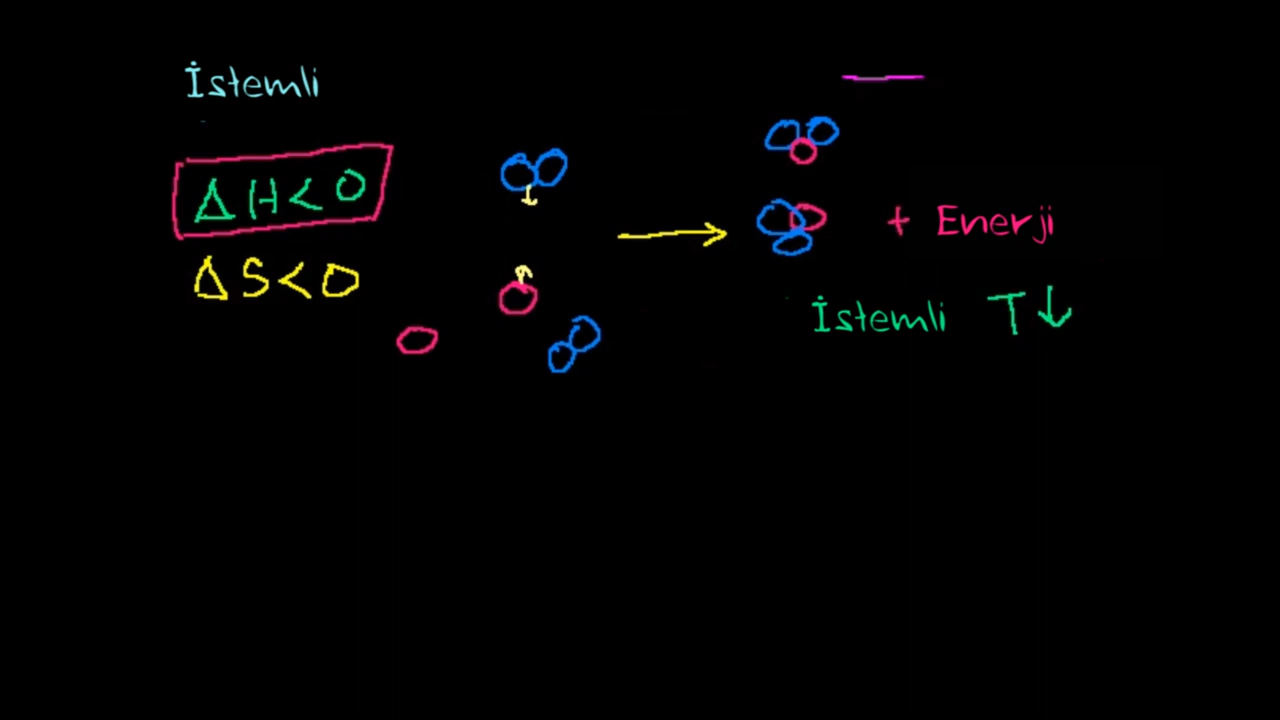 İstemli
ΔH<0
ΔS<0
+ Enerji
İstemli T↓